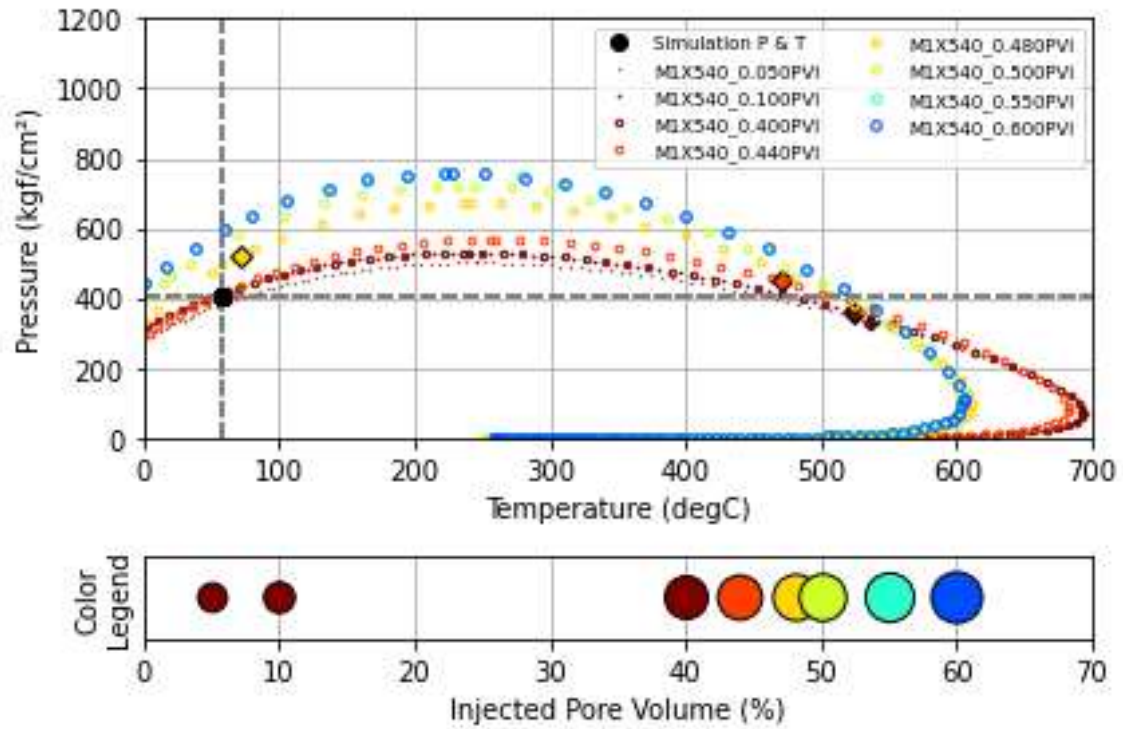 1200
1000
800
600
400
200
0
Pressure (kgf/cm²)
Simulation P & T
M1X540_0.050PVI
M1X540_0.100PVI
M1X540_0.400PVI
M1X540_0.440PVI
M1X540_0.480PVI
M1X540_0.500PVI
M1X540_0.550PVI
M1X540_0.600PVI
0 100 200 300 400 500 600 700
Temperature (degC)
Color
Legend
0 10 20 30 40 50 60 70
Injected Pore Volume (%)